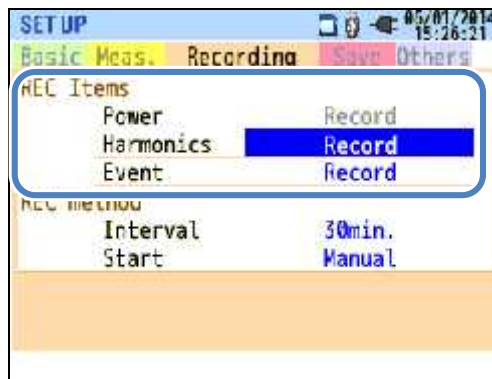 SET UP 05/01/2014
15:26:21
Basic Meas. Recording Save Others
REC Items
Power Record
Harmonics Record
Event Record
REC method
Interval 30min.
Start Manual